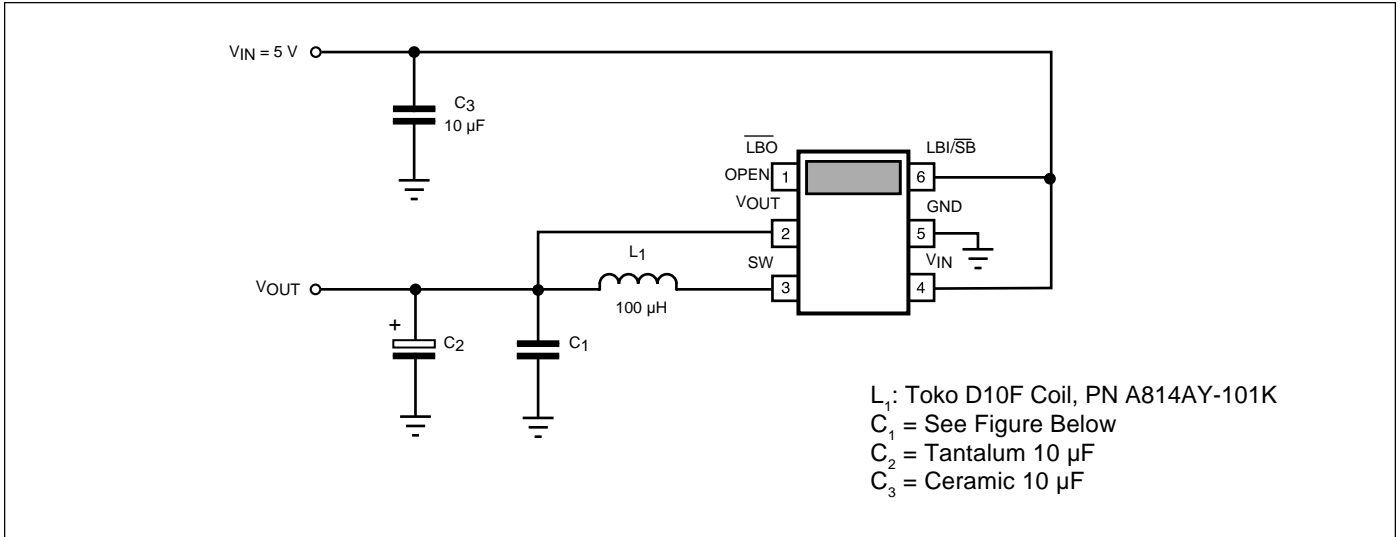 VIN = 5 V
C3
10 µF
LBO
LBI/SB
OPEN
1
6
VOUT
GND
2
5
L1
SW
VIN
VOUT
3
4
100 µH
+
C2
C1
L1: Toko D10F Coil, PN A814AY-101K
C1 = See Figure Below
C2 = Tantalum 10 µF
C3 = Ceramic 10 µF